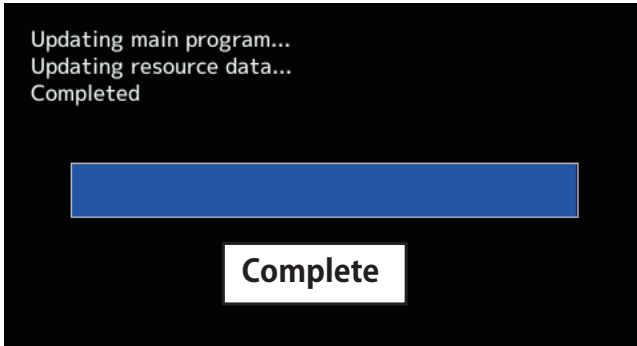 Updating main program...
Updating resource data...
Completed
Complete